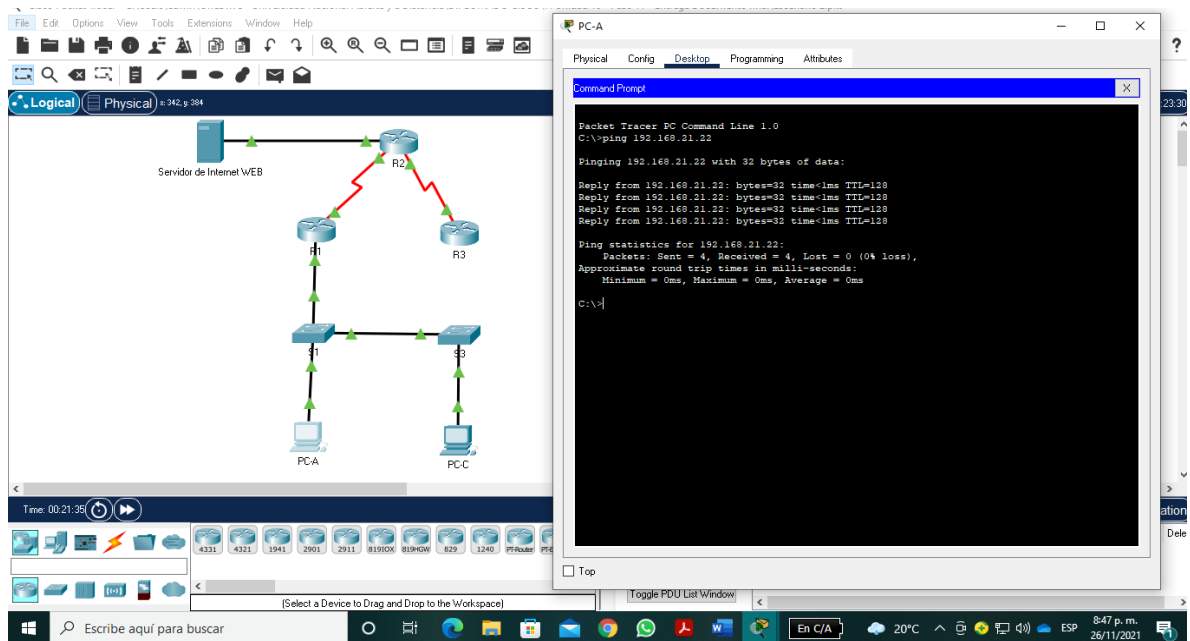 File Edit Options View Tools Extensions Window Help
Logical
Physical
x: 342, y: 384
Servidor de Internet WEB
R2
R1
R3
S1
S3
PC-A
PC-C
Time: 00:21:35
4331
4321
1941
2901
2911
819IOX
819HGW
829
1240
PT-Router
(Select a Device to Drag and Drop to the Workspace)
PC-A
Physical Config Desktop Programming Attributes
Command Prompt
X
Packet Tracer PC Command Line 1.0
C:\>ping 192.168.21.22
Pinging 192.168.21.22 with 32 bytes of data:
Reply from 192.168.21.22: bytes=32 time<1ms TTL=128
Reply from 192.168.21.22: bytes=32 time<1ms TTL=128
Reply from 192.168.21.22: bytes=32 time<1ms TTL=128
Reply from 192.168.21.22: bytes=32 time<1ms TTL=128
Ping statistics for 192.168.21.22:
Packets: Sent = 4, Received = 4, Lost = 0 (0% loss),
Approximate round trip times in milli-seconds:
Minimum = 0ms, Maximum = 0ms, Average = 0ms
C:\>
Top
?
:23:30
ation
Dele
Toggle PDU List Window
Escribe aquí para buscar
En C/A
20°C
ESP
8:47 p. m.
26/11/2021
1